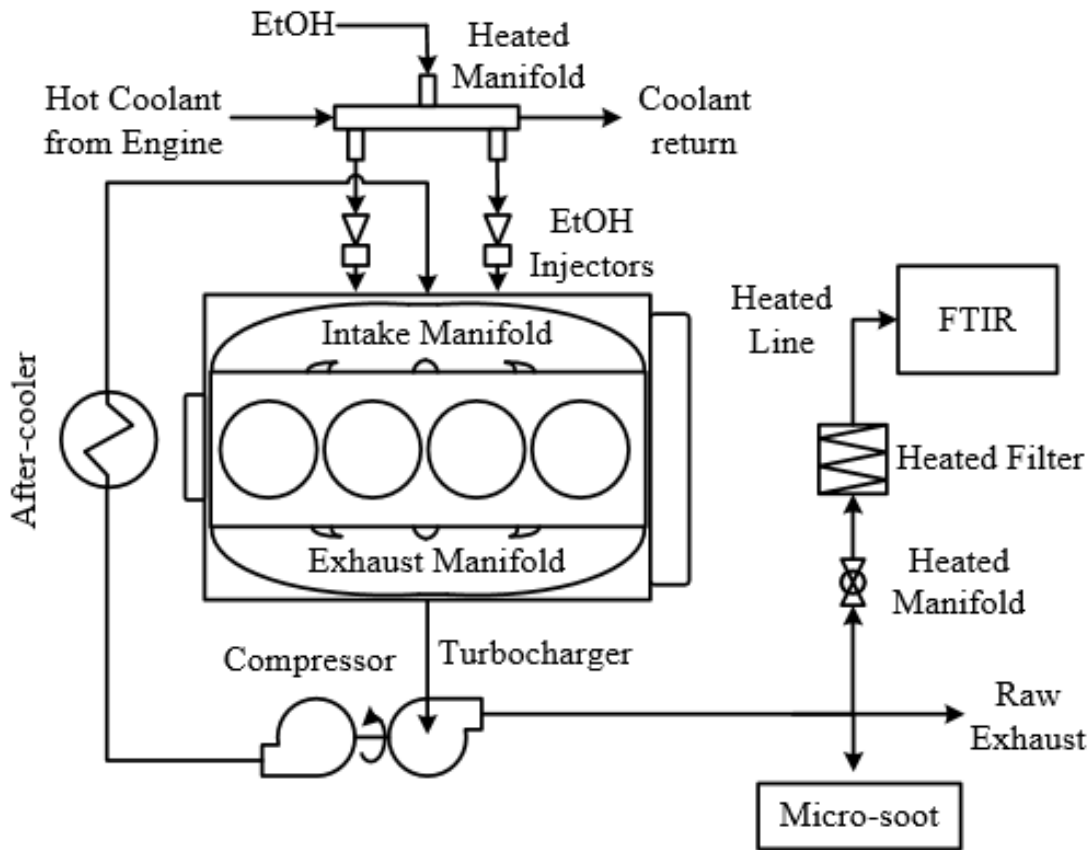 EtOH
Heated
Manifold
Hot Coolant
from Engine
Coolant
return
EtOH
Injectors
Intake Manifold
Heated
Line
FTIR
After-cooler
Heated Filter
Exhaust Manifold
Heated
Manifold
Compressor
Turbocharger
Raw
Exhaust
Micro-soot